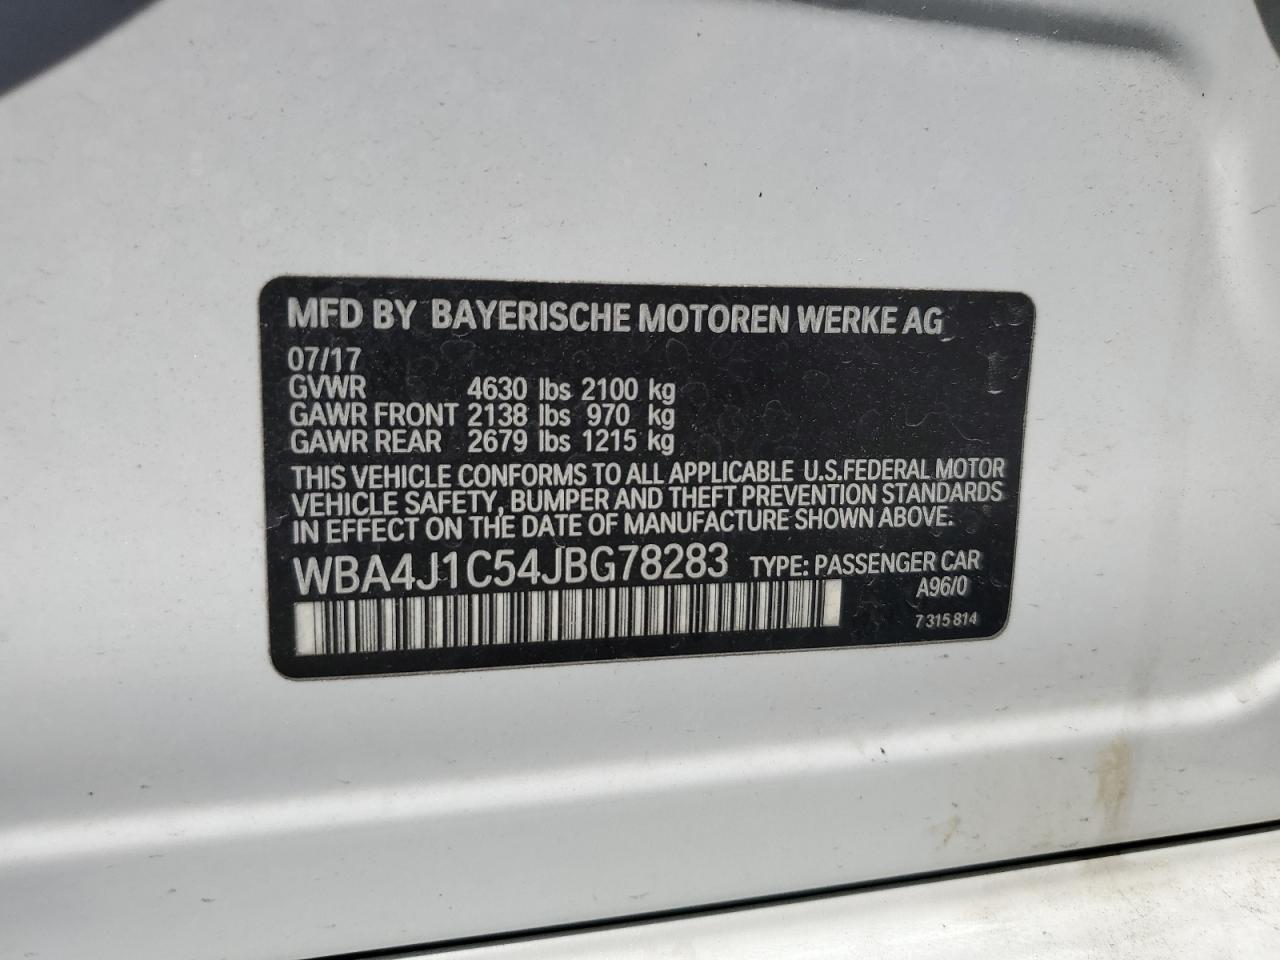 MFD BY BAYERISCHE MOTOREN WERKE AG
07/17
GVWR 4630 lbs 2100 kg
GAWR FRONT 2138 lbs 970 kg
GAWR REAR 2679 lbs 1215 kg
THIS VEHICLE CONFORMS TO ALL APPLICABLE U.S.FEDERAL MOTOR
VEHICLE SAFETY, BUMPER AND THEFT PREVENTION STANDARDS
IN EFFECT ON THE DATE OF MANUFACTURE SHOWN ABOVE.
WBA4J1C54JBG78283 TYPE: PASSENGER CAR
A96/0
7 315 814